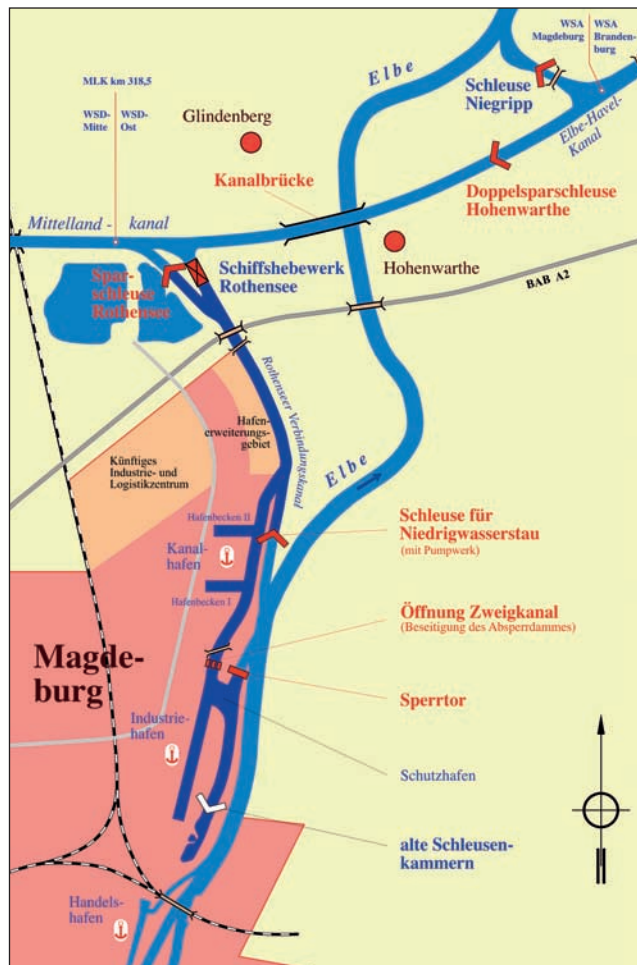 WSA
Magdeburg
WSA
Branden-
burg
Elbe
Schleuse
Niegripp
MLK km 318,5
WSD-
Mitte
WSD-
Ost
Glindenberg
Elbe-Havel-
Kanal
Kanalbrücke
Doppelsparschleuse
Hohenwarthe
Mittelland - kanal
Hohenwarthe
Spar-
schleuse
Rothensee
Schiffshebewerk
Rothensee
BAB A2
Rothenseer Verbindungskanal
Hafen-
erweiterungs-
gebiet
Künftiges
Industrie- und
Logistikzentrum
Elbe
Hafenbecken II
Kanal-
hafen
Schleuse für
Niedrigwasserstau
(mit Pumpwerk)
Hafenbecken I
Öffnung Zweigkanal
(Beseitigung des Absperrdammes)
Magde-
burg
Sperrtor
Industrie-
hafen
Schutzhafen
alte Schleusen-
kammern
Handels-
hafen